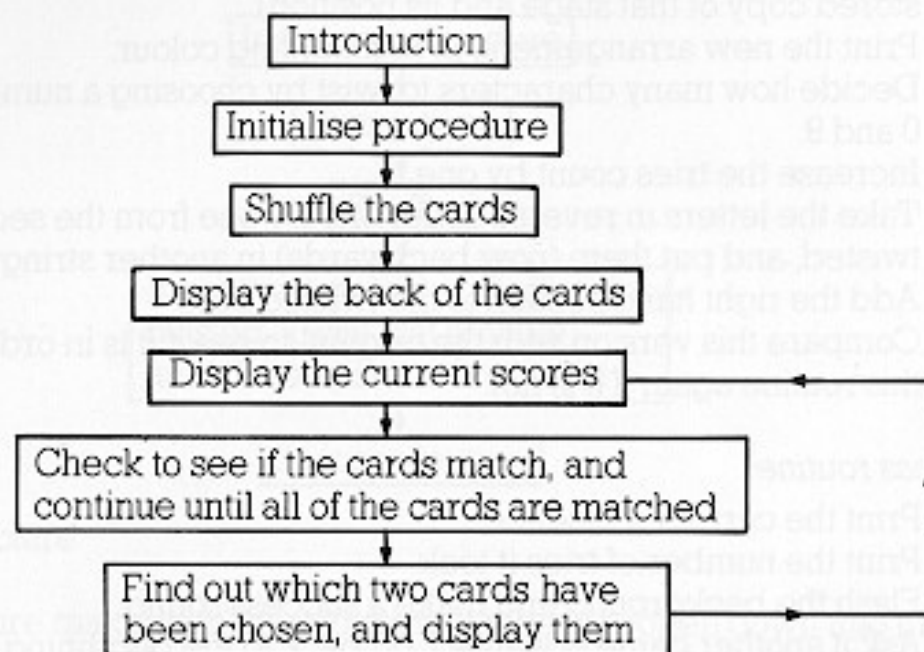 Introduction
Initialise procedure
Shuffle the cards
Display the back of the cards
Display the current scores
Check to see if the cards match, and
continue until all of the cards are matched
Find out which two cards have
been chosen, and display them